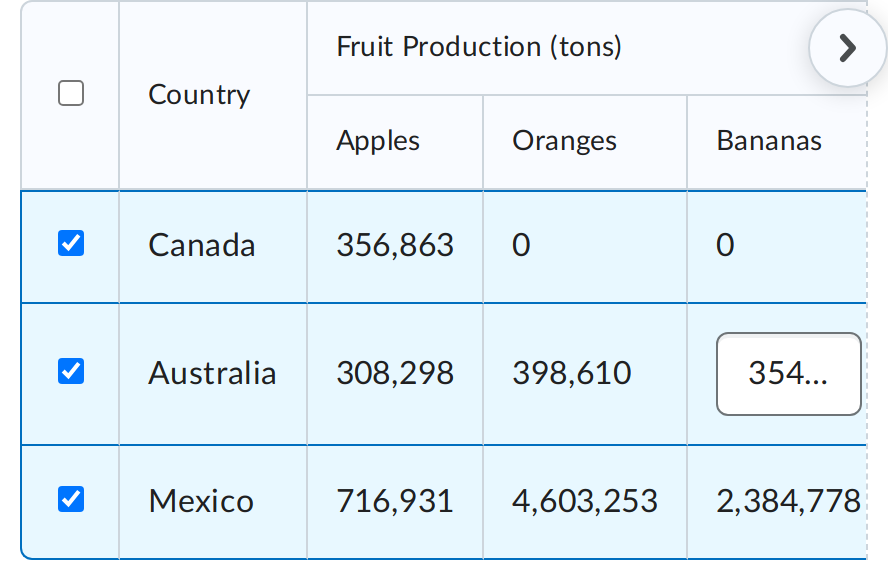 Fruit Production (tons)
Country
Apples Oranges Bananas
Canada 356,863 0 0
Australia 308,298 398,610 354...
Mexico 716,931 4,603,253 2,384,778